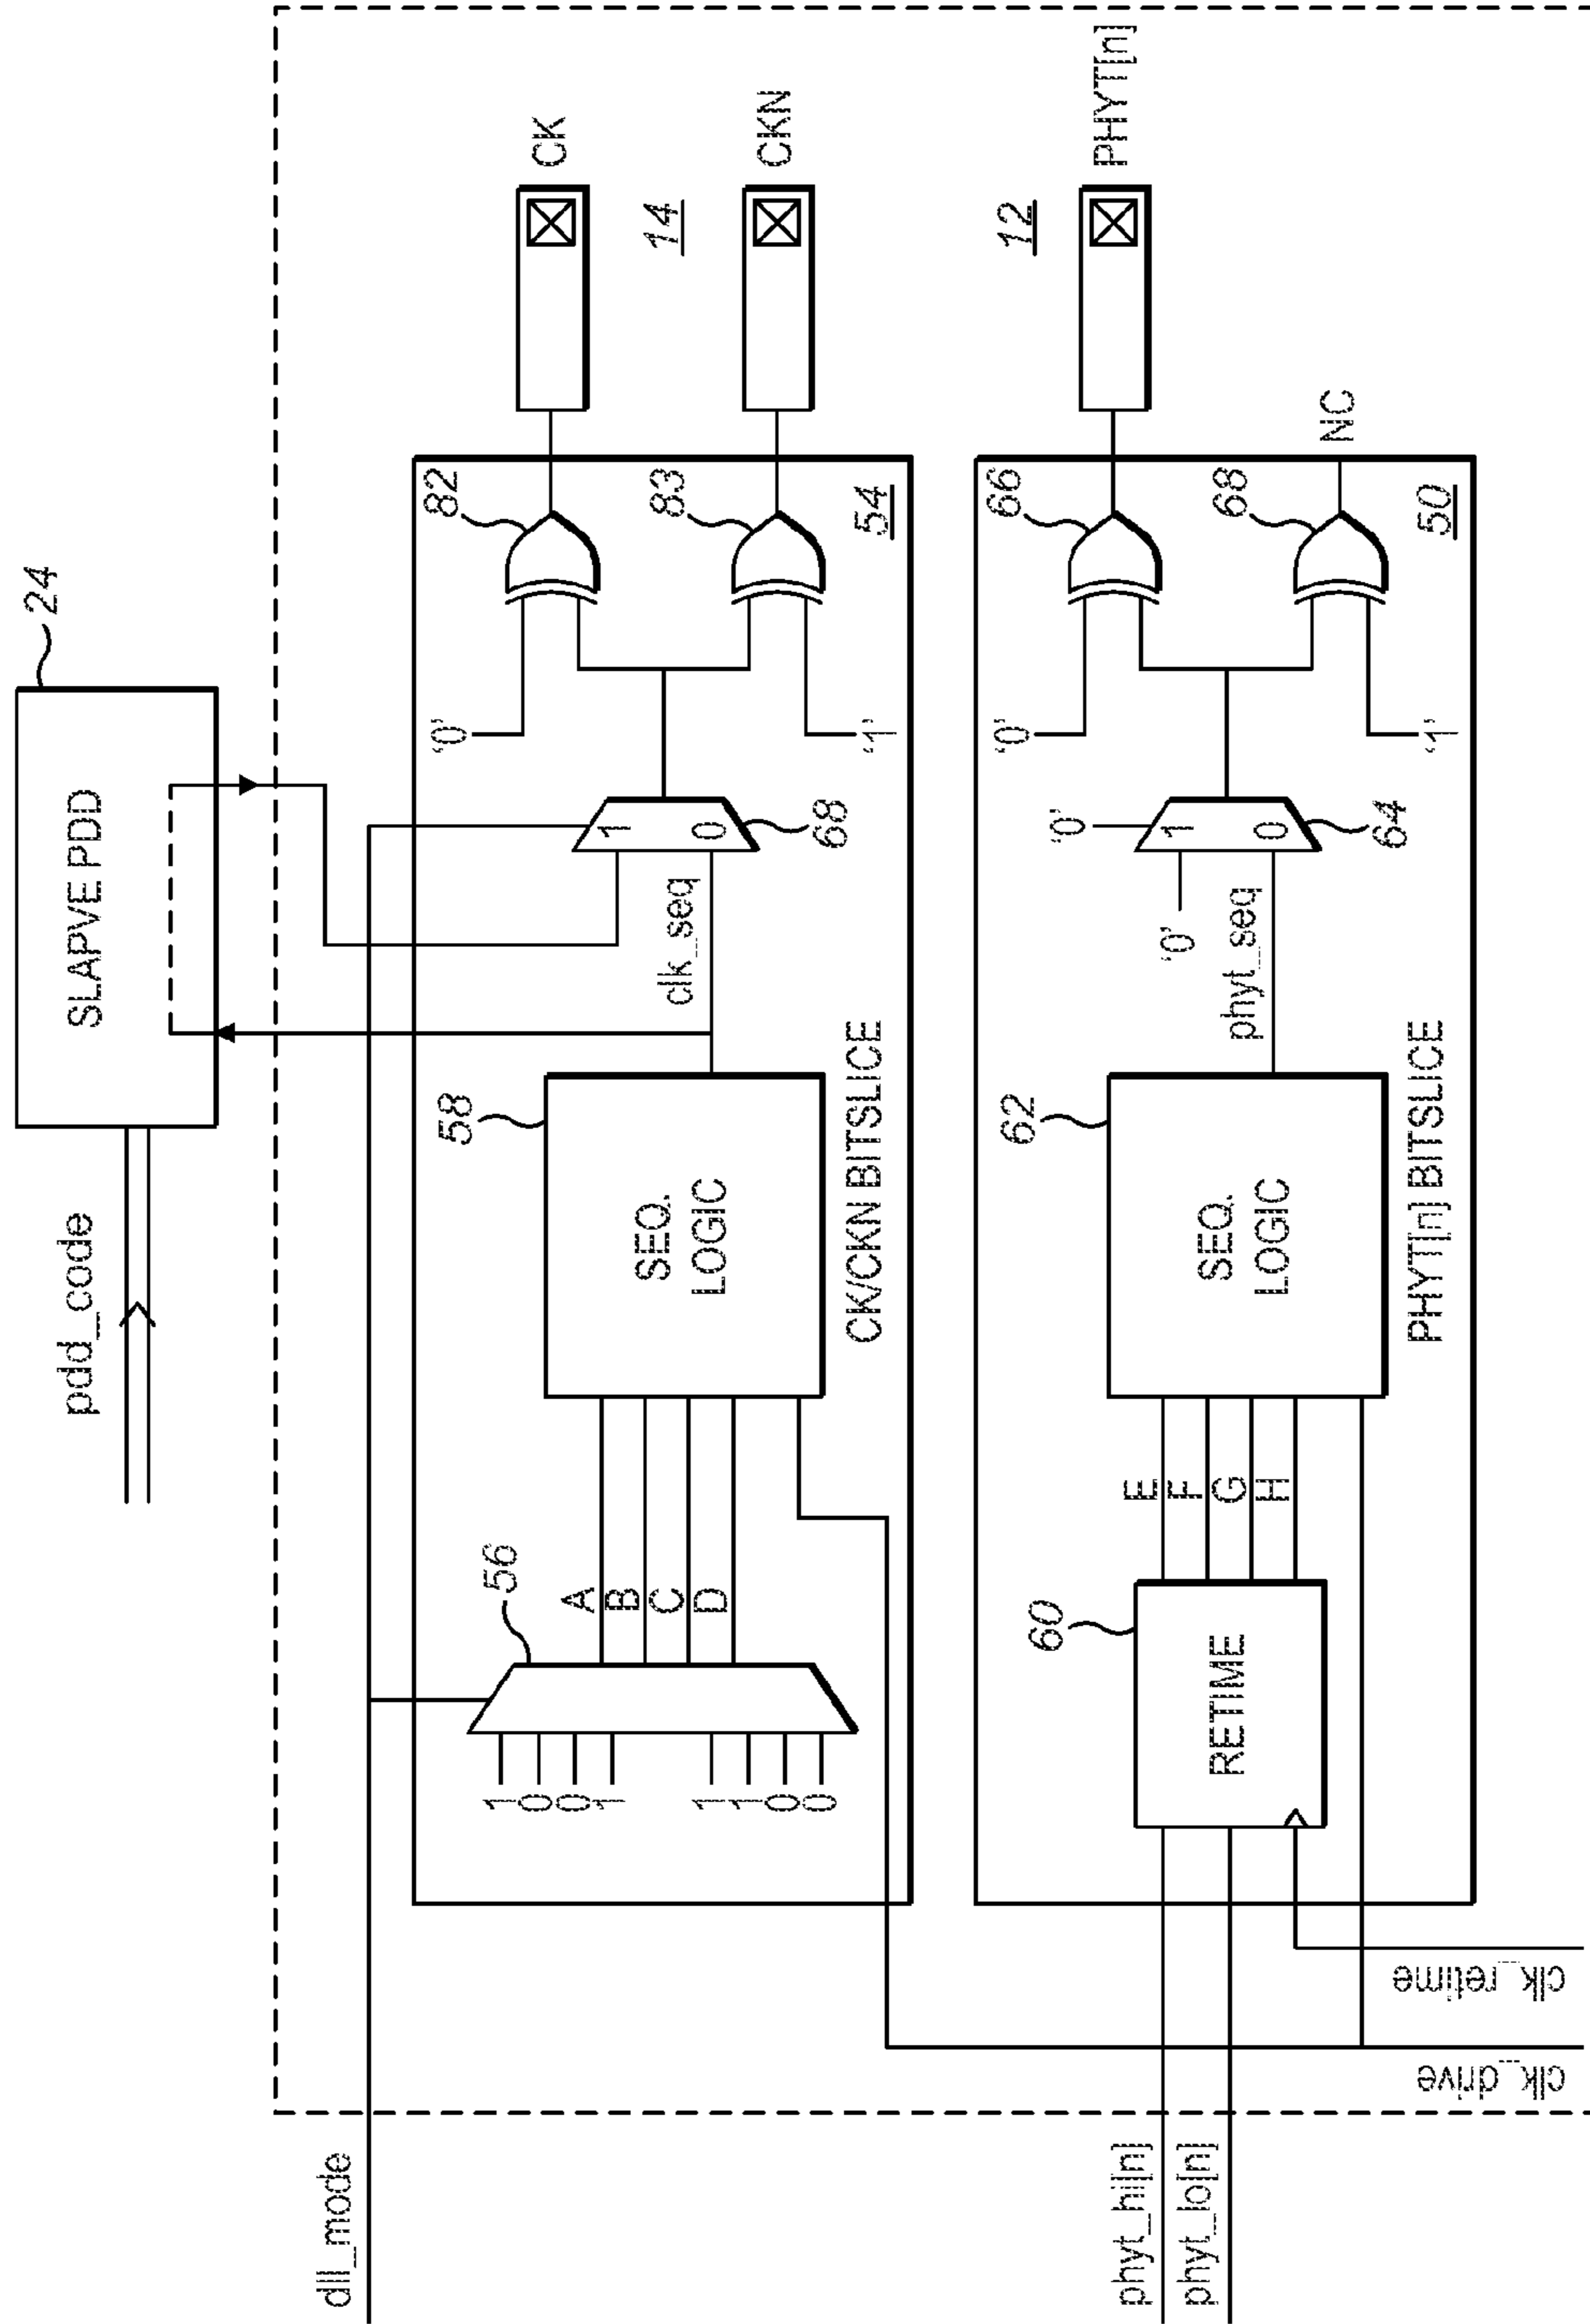 pdd_code
SLAPVE PDD
24
dll_mode
56
1
0
0
1
1
1
0
0
A
B
C
D
58
SEQ.
LOGIC
clk_seq
1
0
68
'0'
'1'
82
83
54
CK/CKN BITSLICE
CK
14
CKN
phyt_hi[n]
phyt_lo[n]
60
RETIME
E
F
G
H
62
SEQ.
LOGIC
phyt_seq
'0'
'0'
1
0
64
'0'
'1'
66
68
50
PHYT[n] BITSLICE
12
PHYT[n]
NC
clk_drive
clk_retime